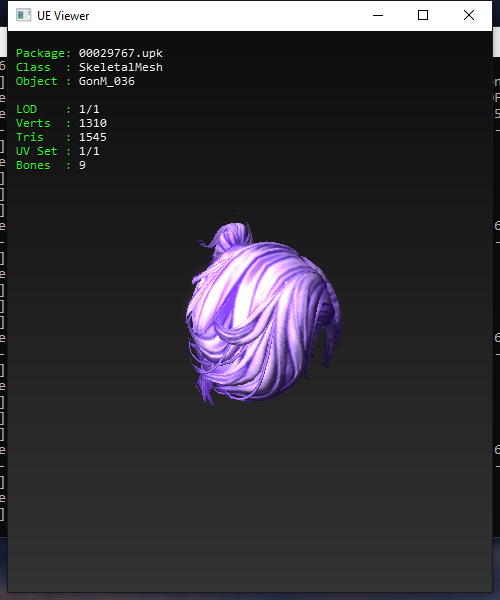 UE Viewer
Package: 00029767.upk
Class  : SkeletalMesh
Object : GonM_036
LOD    : 1/1
Verts  : 1310
Tris   : 1545
UV Set : 1/1
Bones  : 9